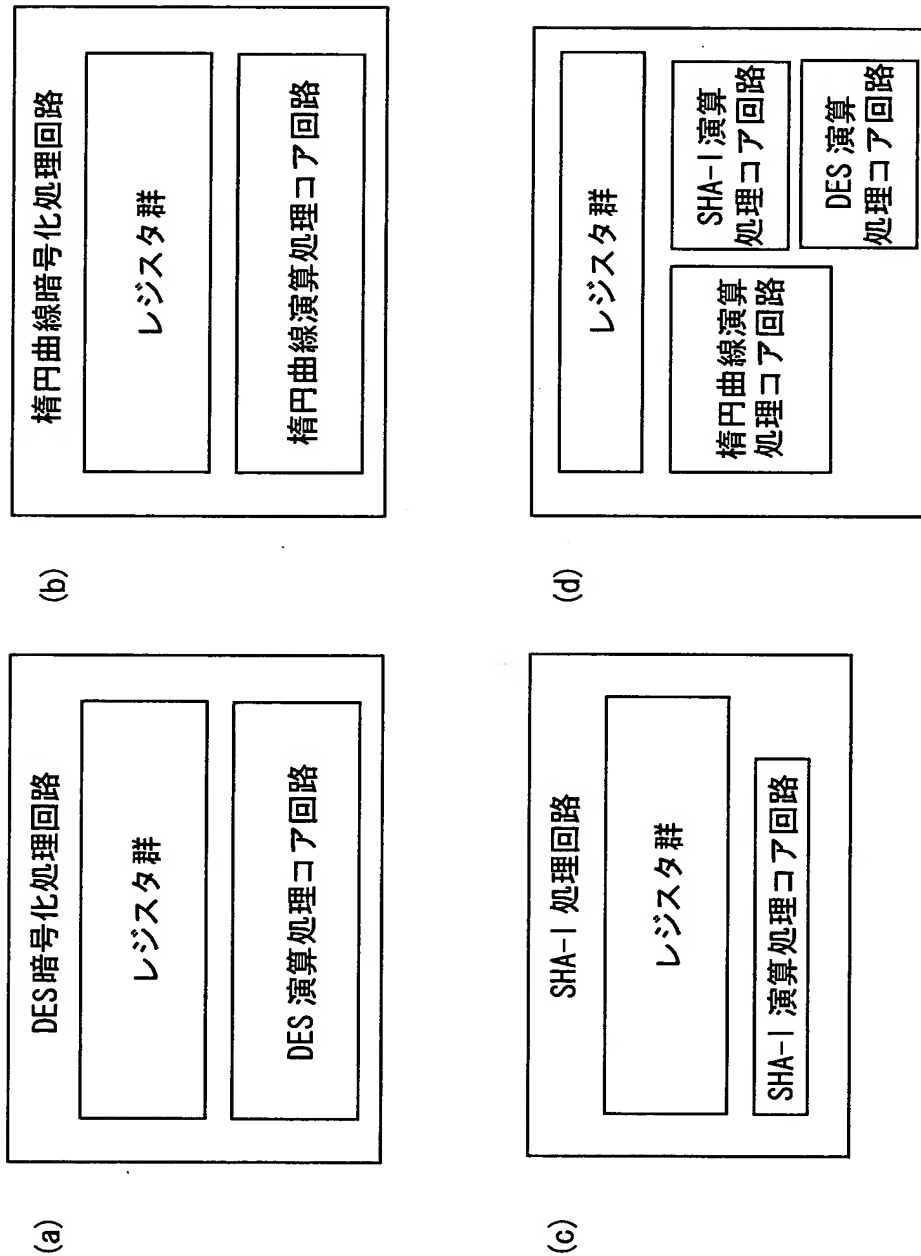 (a)
DES暗号化処理回路
レジスタ群
DES 演算処理コア回路
(b)
楕円曲線暗号化処理回路
レジスタ群
楕円曲線演算処理コア回路
(c)
SHA-1 処理回路
レジスタ群
SHA-1 演算処理コア回路
(d)
レジスタ群
楕円曲線演算
処理コア回路
SHA-1 演算
処理コア回路
DES 演算
処理コア回路